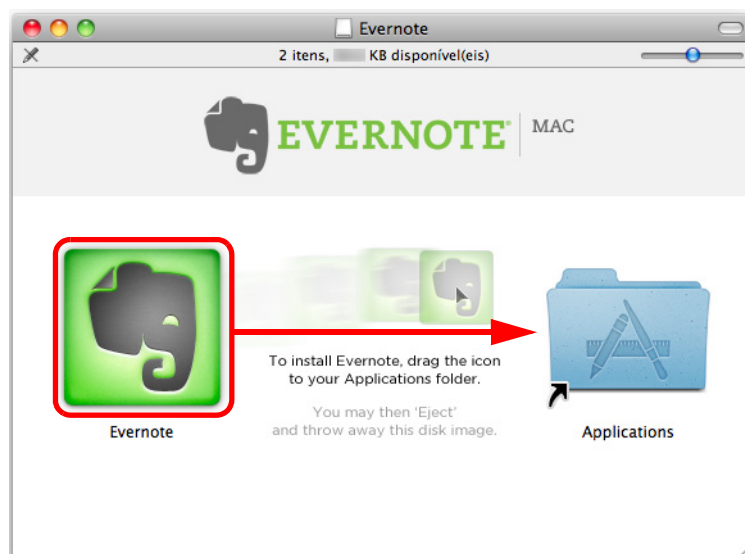 Evernote
2 itens, KB disponível(eis)
EVERNOTE® MAC
To install Evernote, drag the icon
to your Applications folder.
You may then 'Eject'
and throw away this disk image.
Evernote
Applications